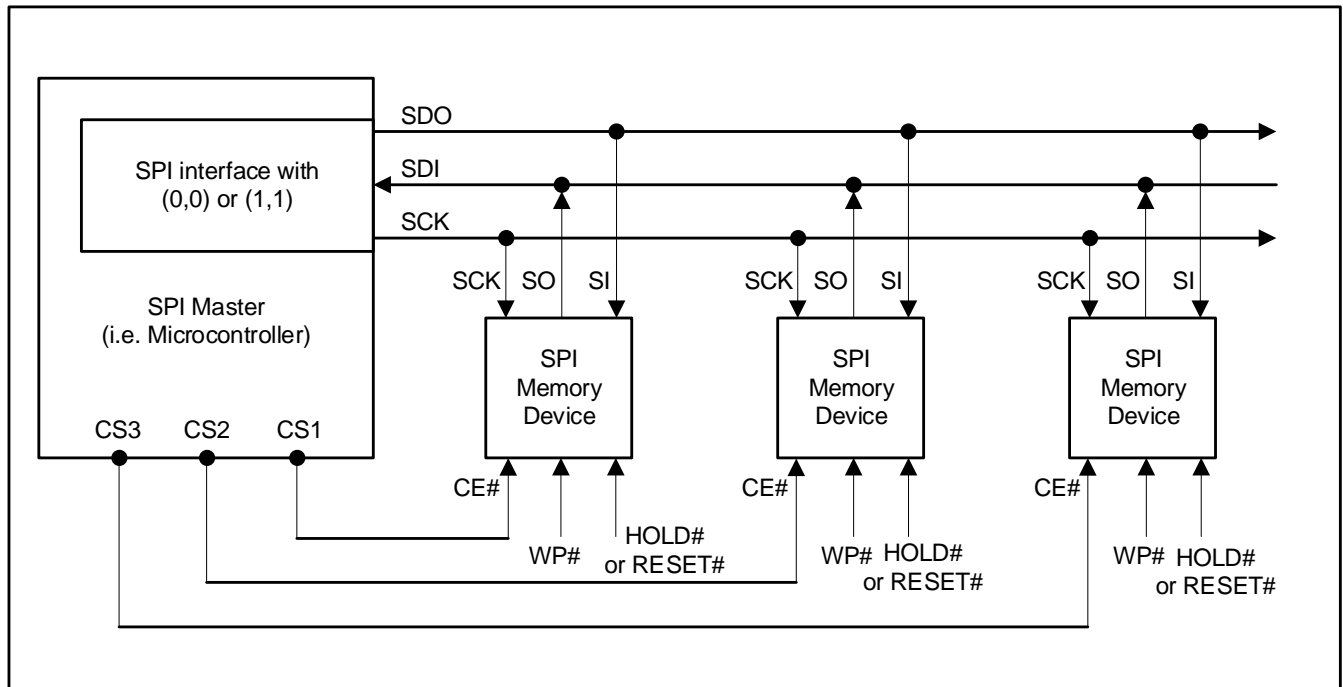 SDO
SPI interface with
(0,0) or (1,1)
SDI
SCK
SPI Master
(i.e. Microcontroller)
SCK SO SI
SCK SO SI
SCK SO SI
SPI
Memory
Device
SPI
Memory
Device
SPI
Memory
Device
CS3 CS2 CS1
CE#
WP#
HOLD#
or RESET#
CE#
WP#
HOLD#
or RESET#
CE#
WP#
HOLD#
or RESET#